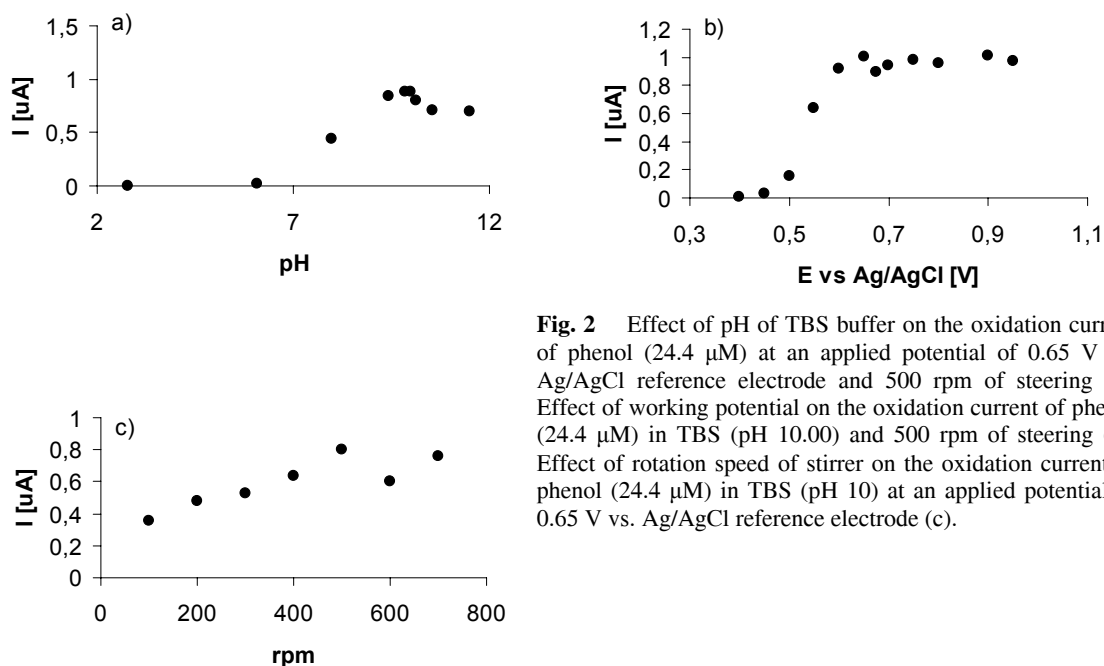 a)
1,5
1
0,5
0
I [uA]
2 7 12
pH
b)
1,2
1
0,8
0,6
0,4
0,2
0
I [uA]
0,3 0,5 0,7 0,9 1,1
E vs Ag/AgCl [V]
Fig. 2 Effect of pH of TBS buffer on the oxidation curr
of phenol (24.4 μM) at an applied potential of 0.65 V
Ag/AgCl reference electrode and 500 rpm of steering
Effect of working potential on the oxidation current of phe
(24.4 μM) in TBS (pH 10.00) and 500 rpm of steering
Effect of rotation speed of stirrer on the oxidation current
phenol (24.4 μM) in TBS (pH 10) at an applied potential
0.65 V vs. Ag/AgCl reference electrode (c).
c)
1
0,8
0,6
0,4
0,2
0
I [uA]
0 200 400 600 800
rpm